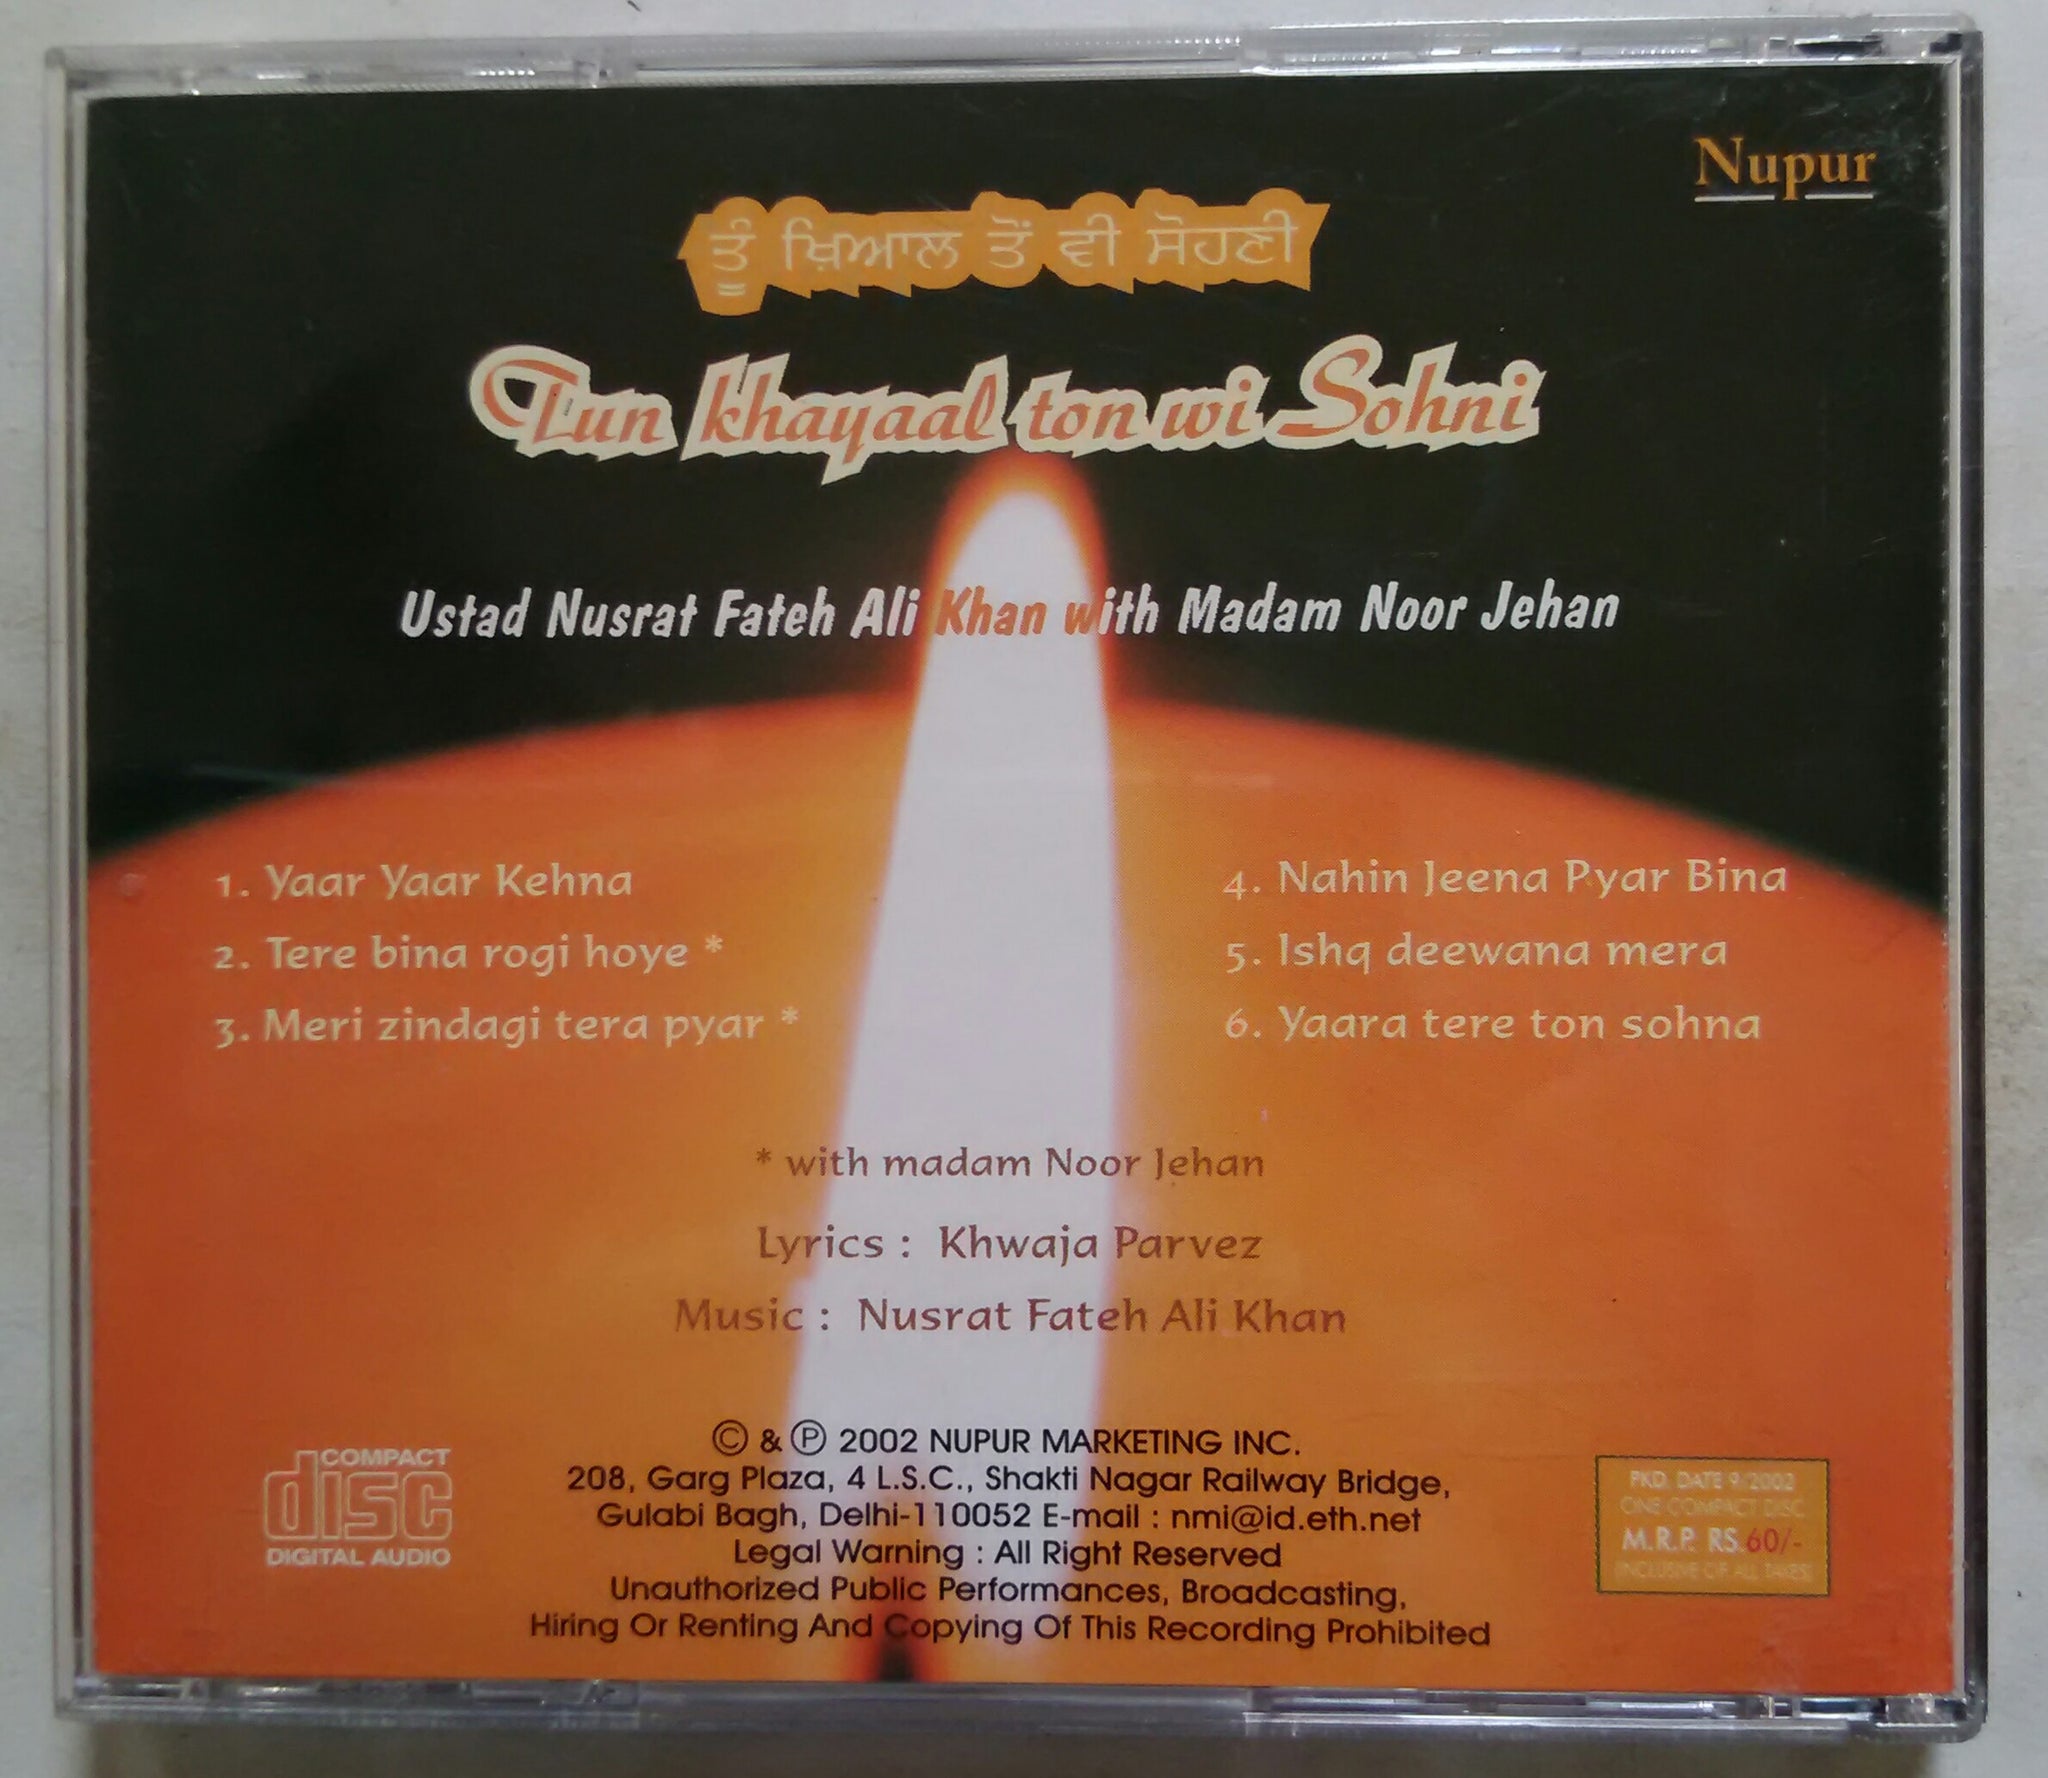 Nupur
ਤੂੰ ਖ਼ਿਆਲ ਤੋਂ ਵੀ ਸੋਹਣੀ
Tun khayaal ton wi Sohni
Ustad Nusrat Fateh Ali Khan with Madam Noor Jehan
1. Yaar Yaar Kehna
2. Tere bina rogi hoye *
3. Meri zindagi tera pyar *
4. Nahin Jeena Pyar Bina
5. Ishq deewana mera
6. Yaara tere ton sohna
* with madam Noor Jehan
Lyrics : Khwaja Parvez
Music : Nusrat Fateh Ali Khan
© & ℗ 2002 NUPUR MARKETING INC.
208, Garg Plaza, 4 L.S.C., Shakti Nagar Railway Bridge,
Gulabi Bagh, Delhi-110052 E-mail : nmi@id.eth.net
Legal Warning : All Right Reserved
Unauthorized Public Performances, Broadcasting,
Hiring Or Renting And Copying Of This Recording Prohibited
COMPACT
disc
DIGITAL AUDIO
PKD. DATE 9/2002
ONE COMPACT DISC
M.R.P. RS.60/-
(INCLUSIVE OF ALL TAXES)